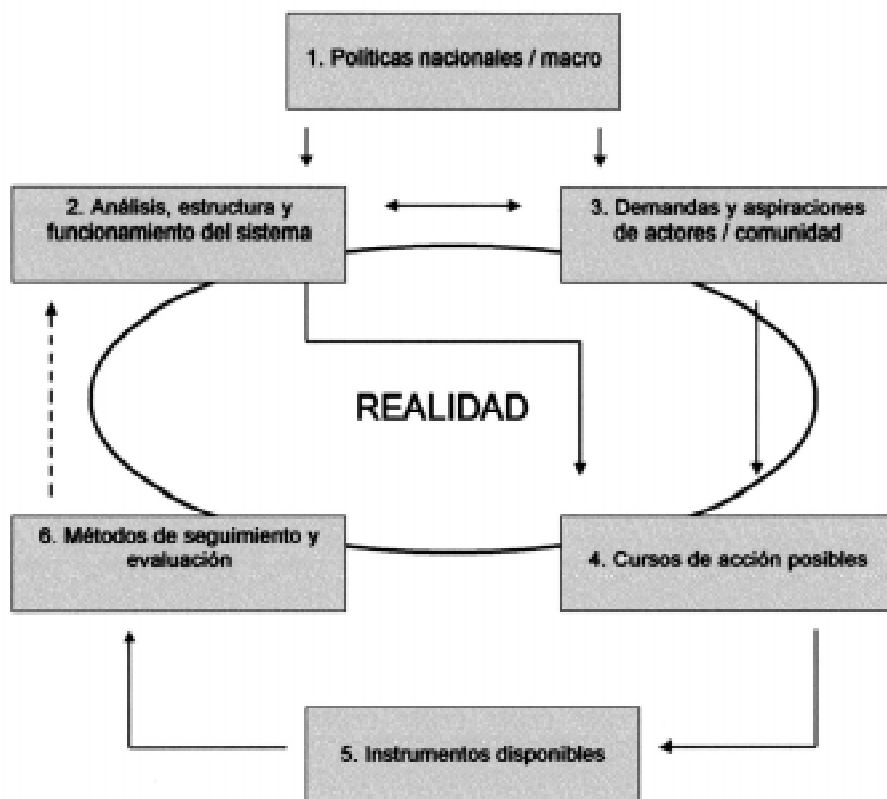 1. Políticas nacionales / macro
2. Análisis, estructura y
funcionamiento del sistema
3. Demandas y aspiraciones
de actores / comunidad
REALIDAD
6. Métodos de seguimiento y
evaluación
4. Cursos de acción posibles
5. Instrumentos disponibles